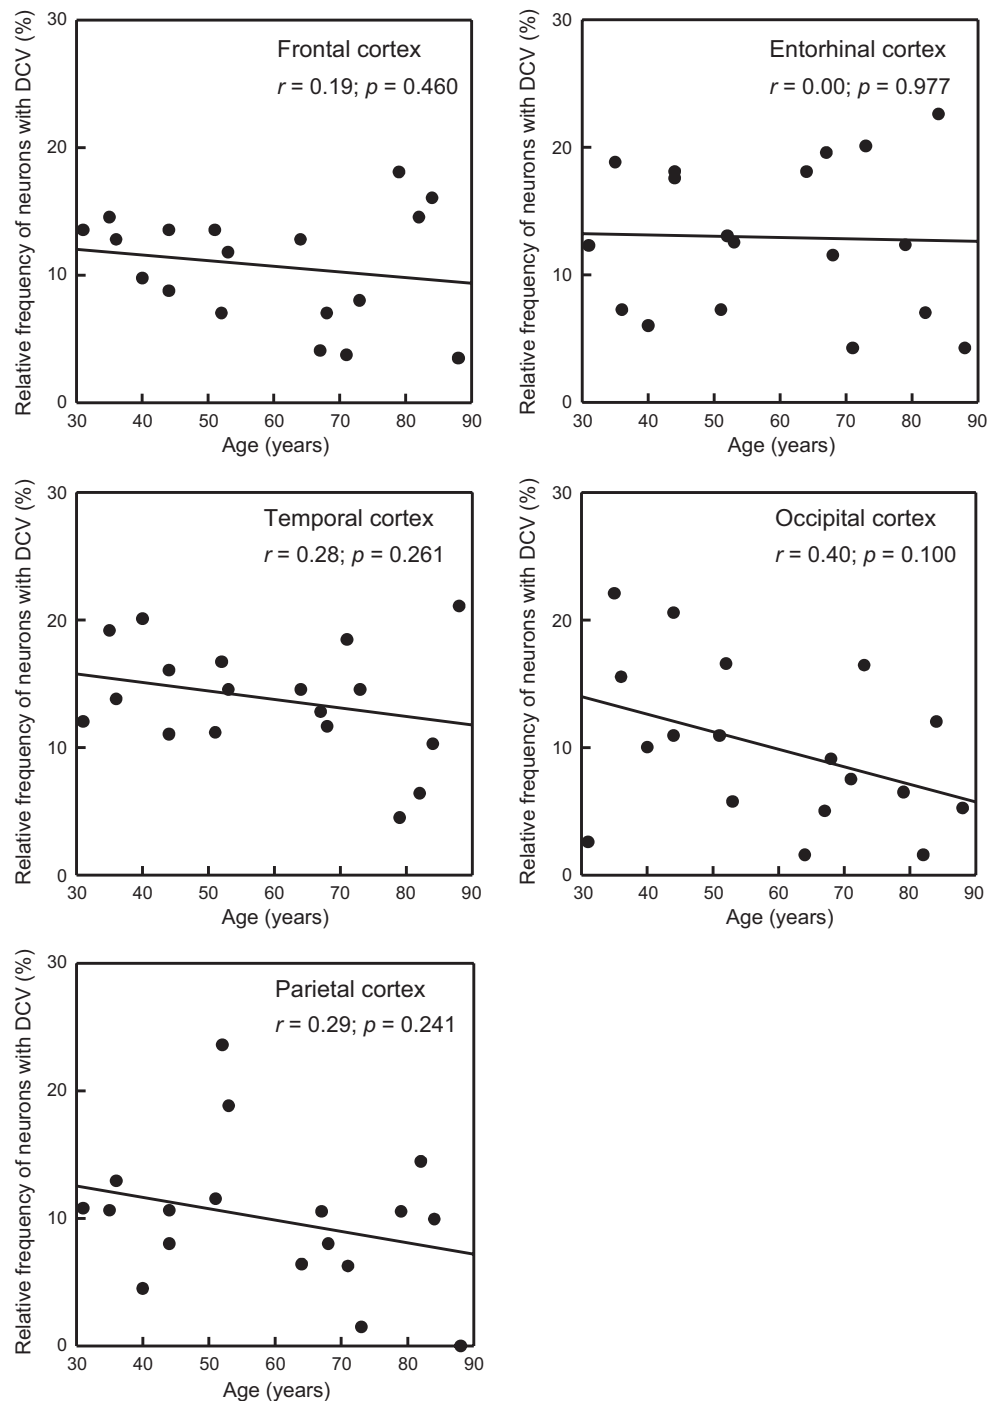 Relative frequency of neurons with DCV (%)
30
20
10
0
Frontal cortex
r = 0.19; p = 0.460
30 40 50 60 70 80 90
Age (years)
Relative frequency of neurons with DCV (%)
30
20
10
0
Entorhinal cortex
r = 0.00; p = 0.977
30 40 50 60 70 80 90
Age (years)
Relative frequency of neurons with DCV (%)
30
20
10
0
Temporal cortex
r = 0.28; p = 0.261
30 40 50 60 70 80 90
Age (years)
Relative frequency of neurons with DCV (%)
30
20
10
0
Occipital cortex
r = 0.40; p = 0.100
30 40 50 60 70 80 90
Age (years)
Relative frequency of neurons with DCV (%)
30
20
10
0
Parietal cortex
r = 0.29; p = 0.241
30 40 50 60 70 80 90
Age (years)